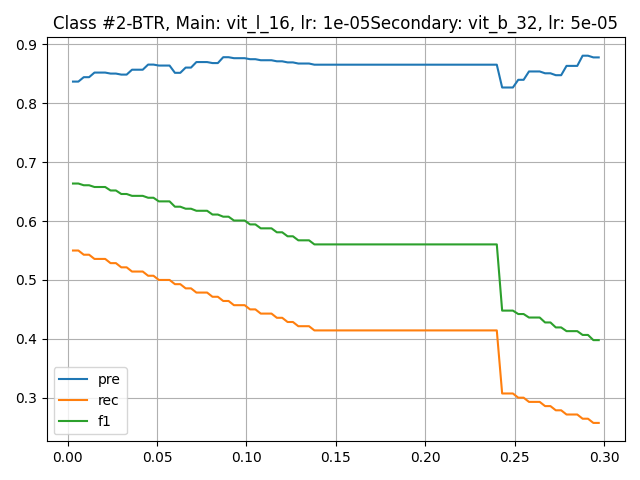 Class #2-BTR, Main: vit_l_16, lr: 1e-05Secondary: vit_b_32, lr: 5e-05
0.9
0.8
0.7
0.6
0.5
0.4
0.3
pre
rec
f1
0.00 0.05 0.10 0.15 0.20 0.25 0.30